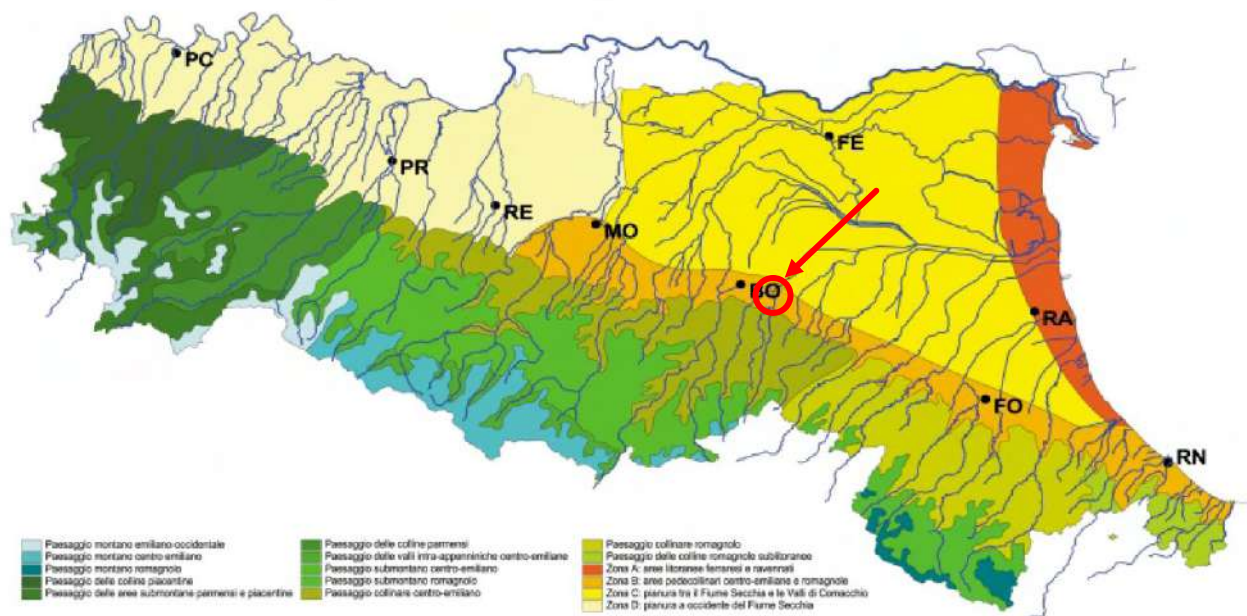 PC
FE
PR
RE
MO
BO
RA
FO
RN
Paesaggio montano emiliano-occidentale
Paesaggio montano centro-emiliano
Paesaggio montano romagnolo
Paesaggio delle colline piacentine
Paesaggio delle aree submontane parmensi e piacentine
Paesaggio delle colline parmensi
Paesaggio delle valli intra-appenniniche centro-emiliane
Paesaggio submontano centro-emiliano
Paesaggio submontano romagnolo
Paesaggio collinare centro-emiliano
Paesaggio collinare romagnolo
Paesaggio delle colline romagnole sublitoranee
Zona A: aree litoranee ferraresi e ravennati
Zona B: aree pedecollinari centro-emiliane e romagnole
Zona C: pianura tra il Fiume Secchia e le Valli di Comacchio
Zona D: pianura a occidente del Fiume Secchia